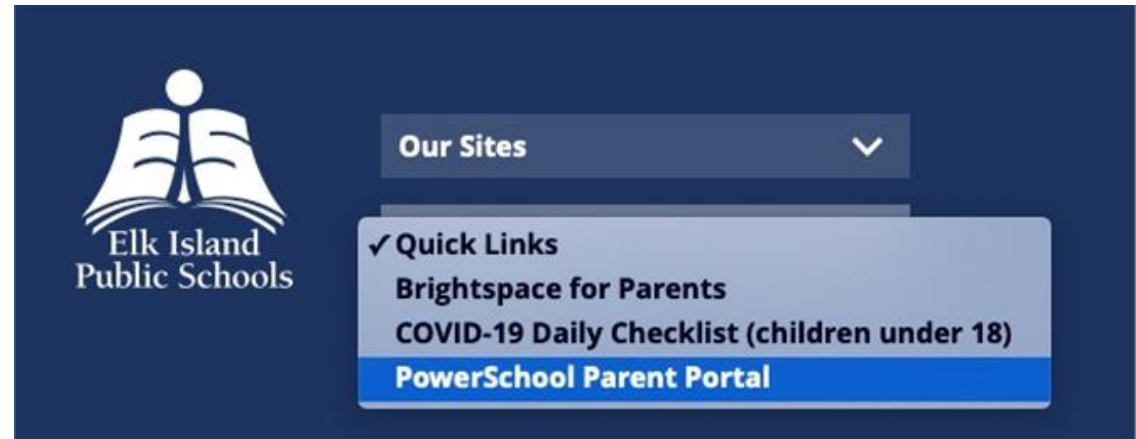 Elk Island
Public Schools
Our Sites
✓ Quick Links
Brightspace for Parents
COVID-19 Daily Checklist (children under 18)
PowerSchool Parent Portal